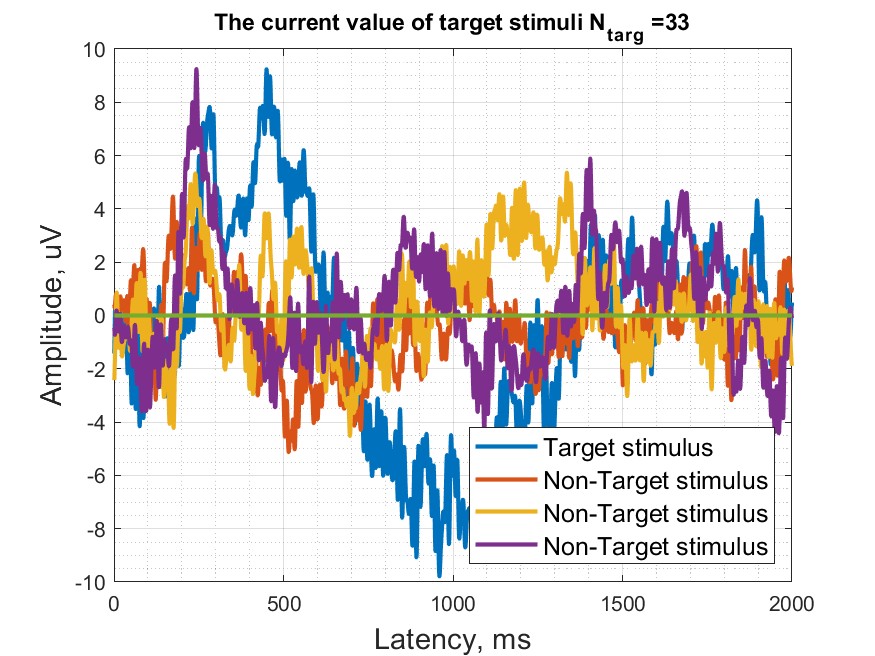 The current value of target stimuli N_targ =33
10
8
6
4
2
0
-2
-4
-6
-8
-10
Amplitude, uV
Target stimulus
Non-Target stimulus
Non-Target stimulus
Non-Target stimulus
0 500 1000 1500 2000
Latency, ms